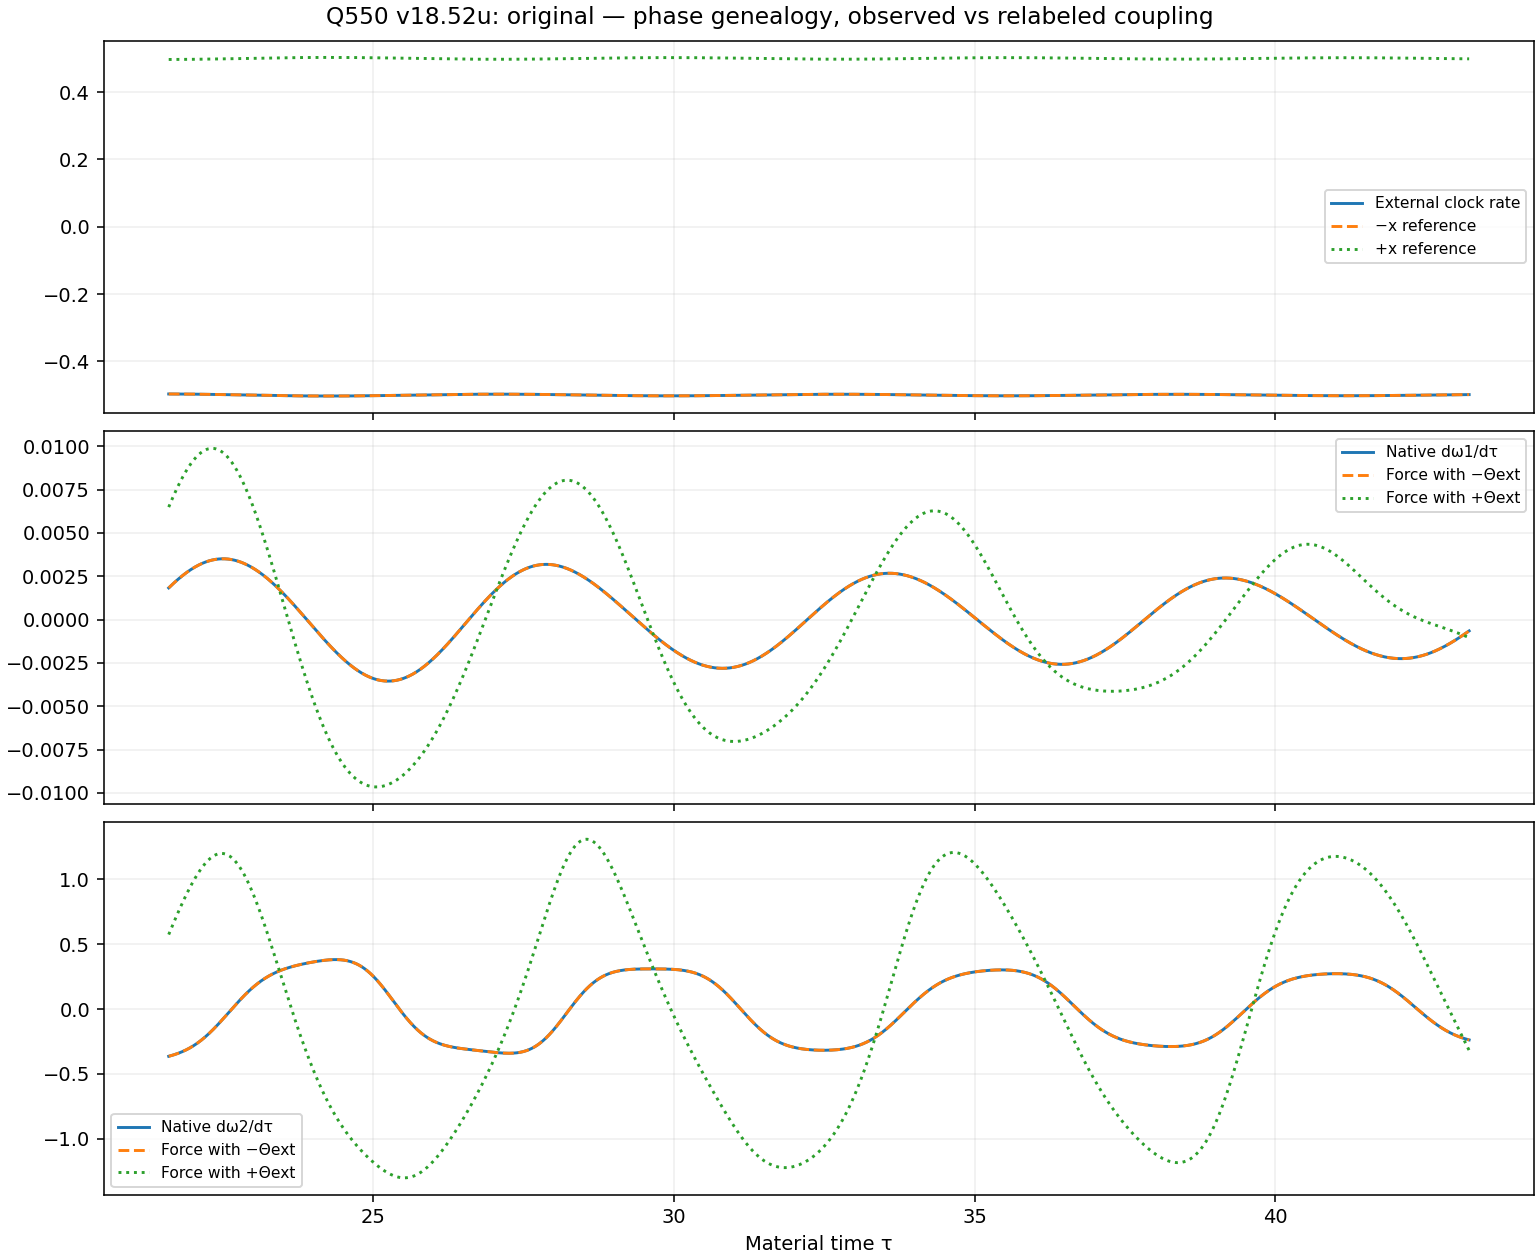 Q550 v18.52u: original — phase genealogy, observed vs relabeled coupling
0.4
0.2
0.0
−0.2
−0.4
External clock rate
−x reference
+x reference
0.0100
0.0075
0.0050
0.0025
0.0000
−0.0025
−0.0050
−0.0075
−0.0100
Native dω1/dτ
Force with −Θext
Force with +Θext
1.0
0.5
0.0
−0.5
−1.0
Native dω2/dτ
Force with −Θext
Force with +Θext
25 30 35 40
Material time τ